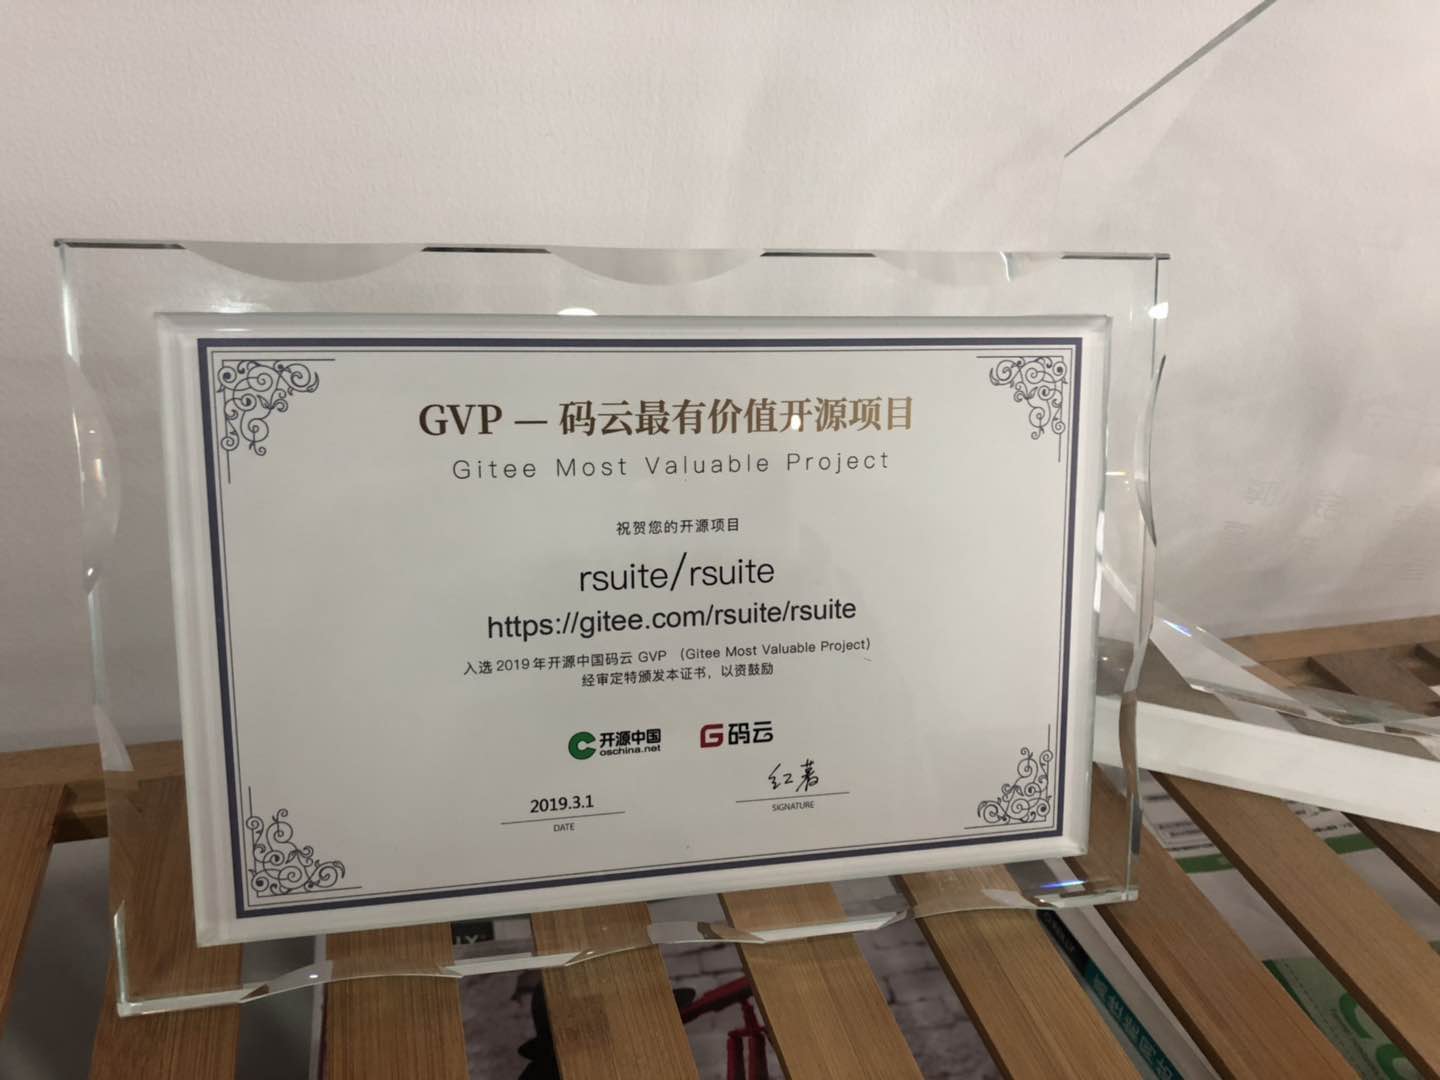 GVP — 码云最有价值开源项目
Gitee Most Valuable Project
祝贺您的开源项目
rsuite/rsuite
https://gitee.com/rsuite/rsuite
入选 2019 年开源中国码云 GVP （Gitee Most Valuable Project）
经审定特颁发本证书，以资鼓励
开源中国
oschina.net
G 码云
2019.3.1
DATE
红薯
SIGNATURE